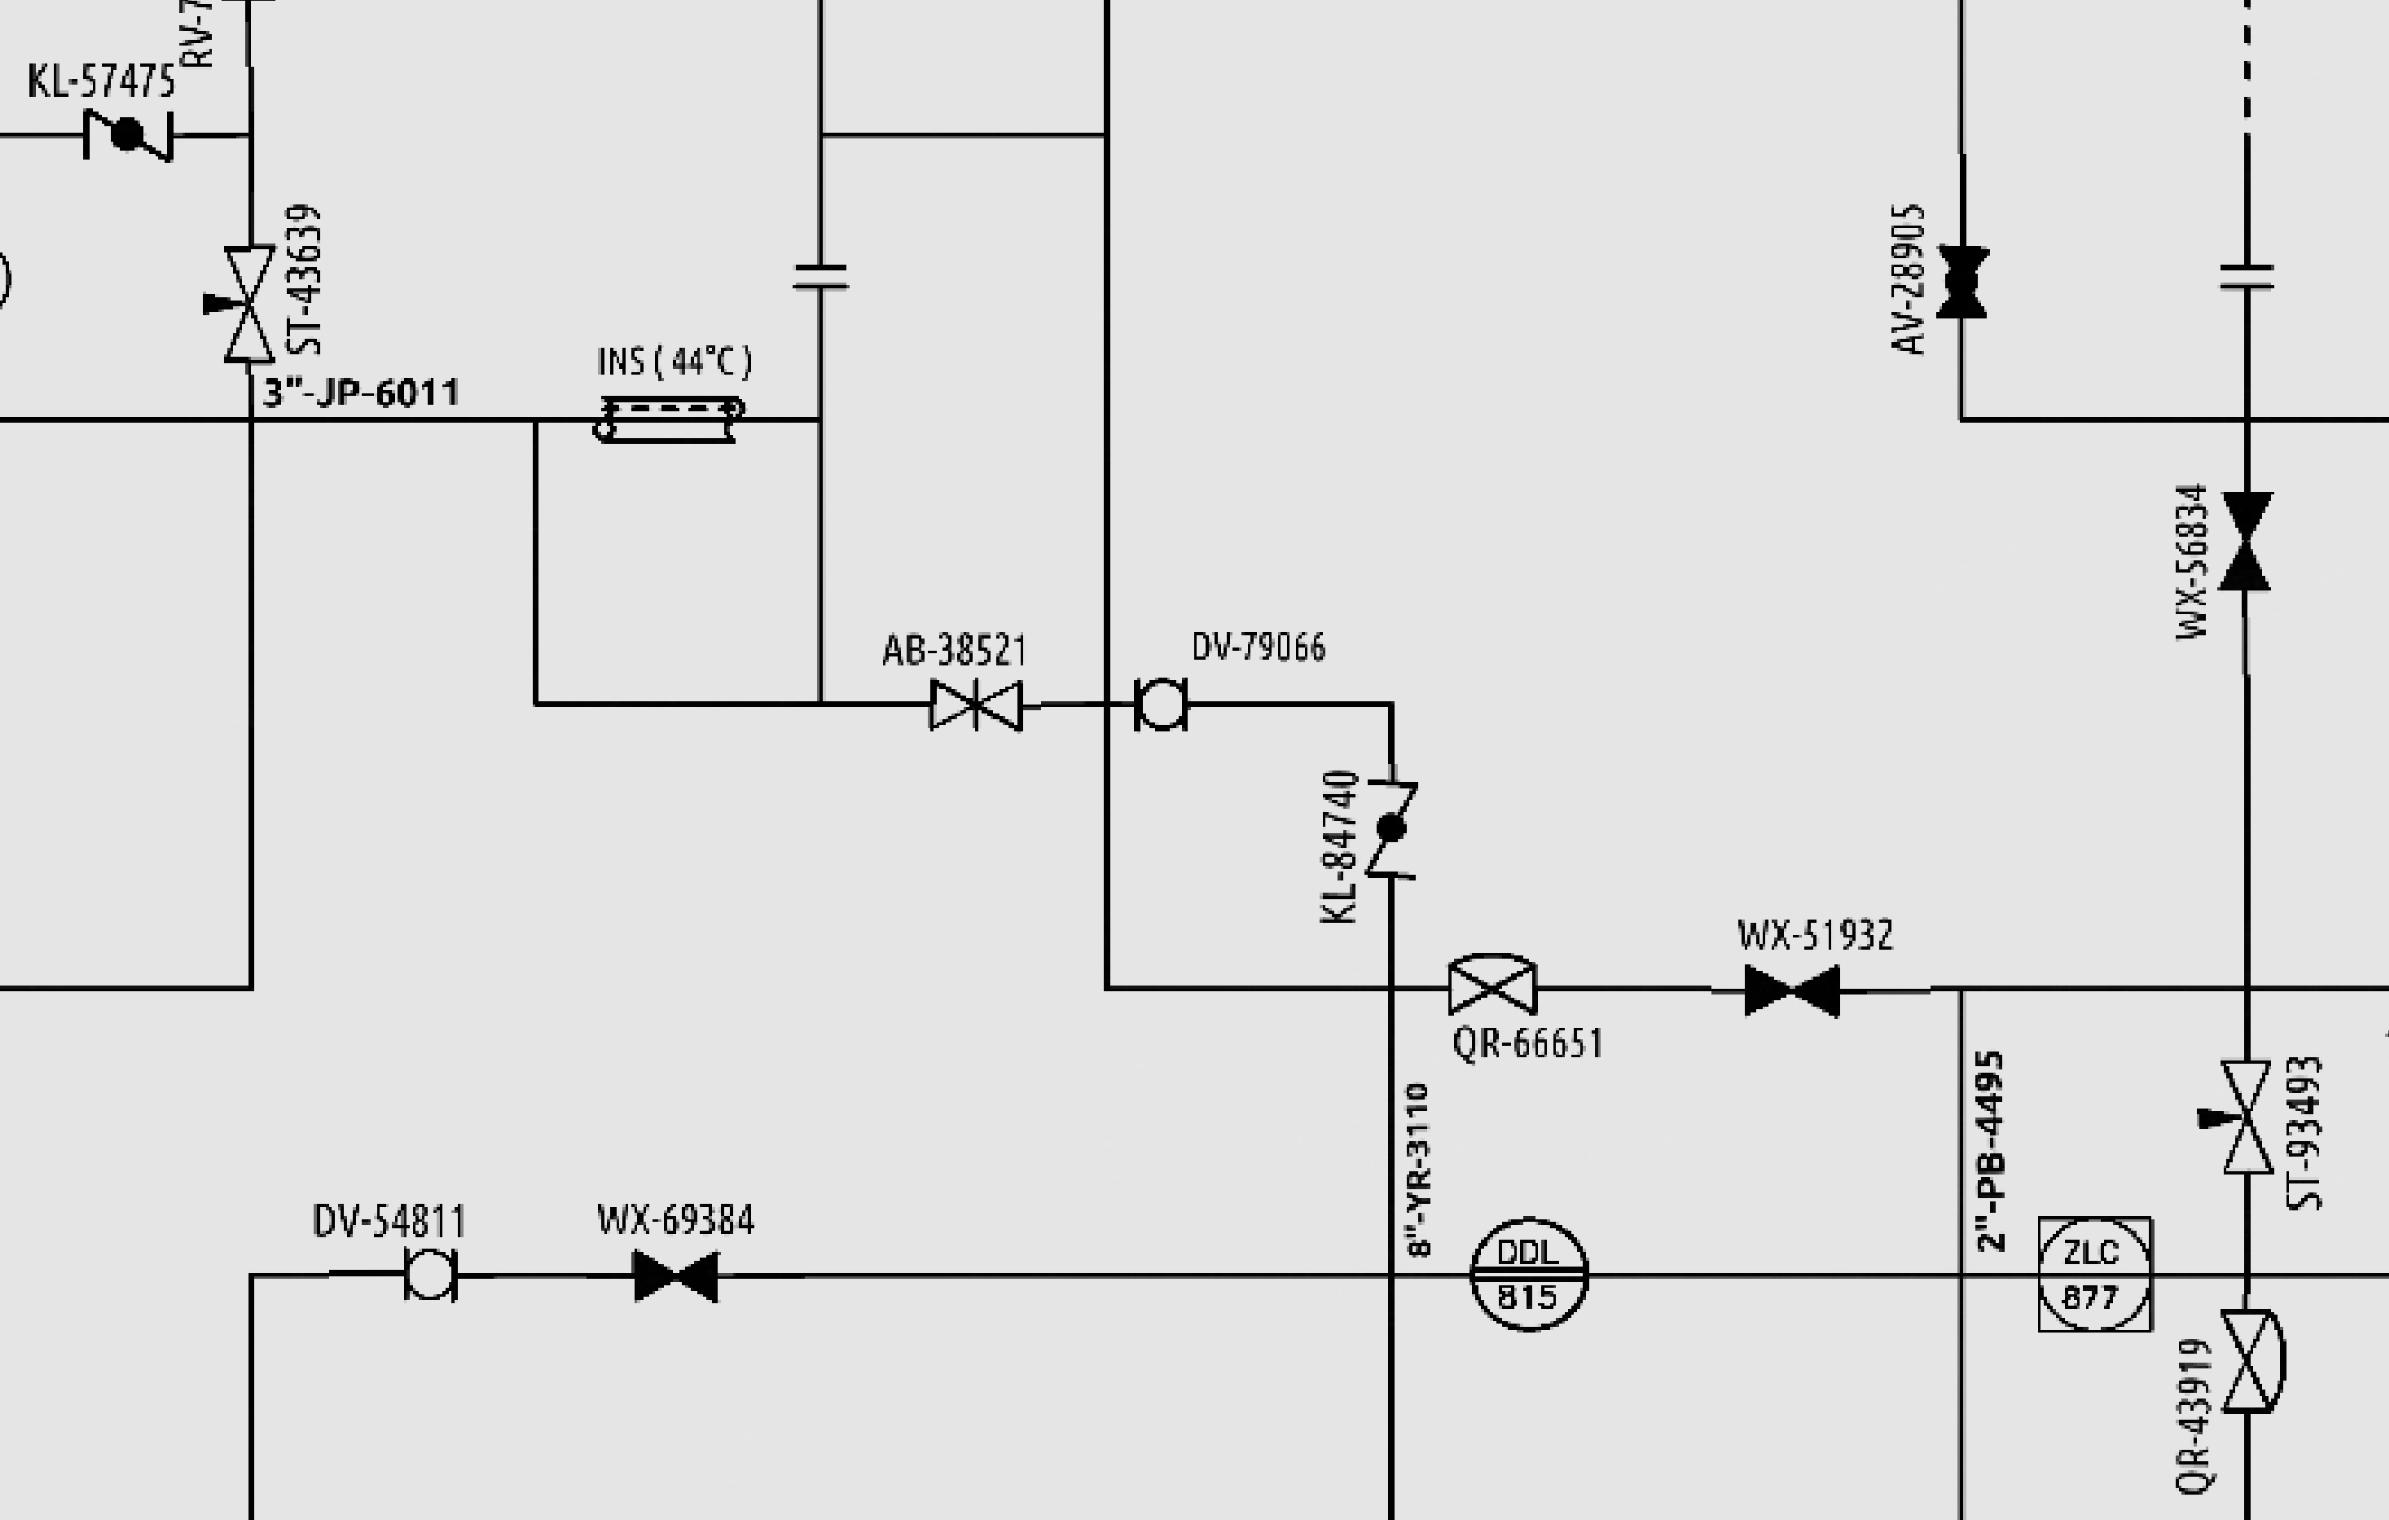 RV-7
KL-57475
ST-43639
AV-28905
INS ( 44°C )
3"-JP-6011
WX-56834
AB-38521
DV-79066
KL-84740
WX-51932
QR-66651
8"-YR-3110
2"-PB-4495
ST-93493
DV-54811
WX-69384
DDL
815
ZLC
877
QR-43919